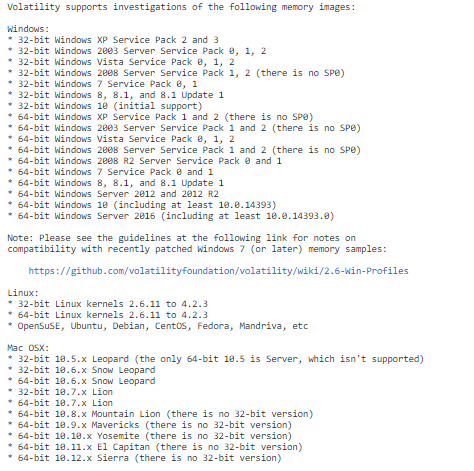 Volatility supports investigations of the following memory images:
Windows:
* 32-bit Windows XP Service Pack 2 and 3
* 32-bit Windows 2003 Server Service Pack 0, 1, 2
* 32-bit Windows Vista Service Pack 0, 1, 2
* 32-bit Windows 2008 Server Service Pack 1, 2 (there is no SP0)
* 32-bit Windows 7 Service Pack 0, 1
* 32-bit Windows 8, 8.1, and 8.1 Update 1
* 32-bit Windows 10 (initial support)
* 64-bit Windows XP Service Pack 1 and 2 (there is no SP0)
* 64-bit Windows 2003 Server Service Pack 1 and 2 (there is no SP0)
* 64-bit Windows Vista Service Pack 0, 1, 2
* 64-bit Windows 2008 Server Service Pack 1 and 2 (there is no SP0)
* 64-bit Windows 2008 R2 Server Service Pack 0 and 1
* 64-bit Windows 7 Service Pack 0 and 1
* 64-bit Windows 8, 8.1, and 8.1 Update 1
* 64-bit Windows Server 2012 and 2012 R2
* 64-bit Windows 10 (including at least 10.0.14393)
* 64-bit Windows Server 2016 (including at least 10.0.14393.0)
Note: Please see the guidelines at the following link for notes on
compatibility with recently patched Windows 7 (or later) memory samples:
https://github.com/volatilityfoundation/volatility/wiki/2.6-Win-Profiles
Linux:
* 32-bit Linux kernels 2.6.11 to 4.2.3
* 64-bit Linux kernels 2.6.11 to 4.2.3
* OpenSuSE, Ubuntu, Debian, CentOS, Fedora, Mandriva, etc
Mac OSX:
* 32-bit 10.5.x Leopard (the only 64-bit 10.5 is Server, which isn't supported)
* 32-bit 10.6.x Snow Leopard
* 64-bit 10.6.x Snow Leopard
* 32-bit 10.7.x Lion
* 64-bit 10.7.x Lion
* 64-bit 10.8.x Mountain Lion (there is no 32-bit version)
* 64-bit 10.9.x Mavericks (there is no 32-bit version)
* 64-bit 10.10.x Yosemite (there is no 32-bit version)
* 64-bit 10.11.x El Capitan (there is no 32-bit version)
* 64-bit 10.12.x Sierra (there is no 32-bit version)